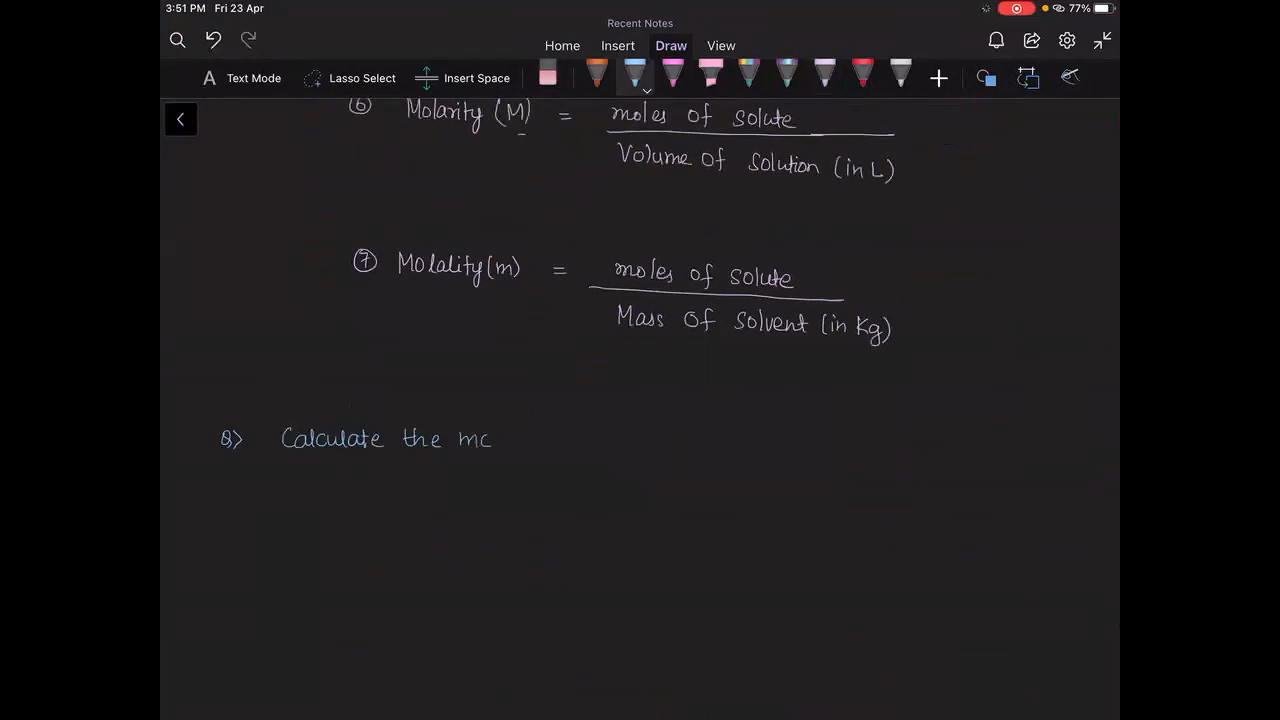 3:51 PM Fri 23 Apr
77%
Recent Notes
Home Insert Draw View
Text Mode Lasso Select Insert Space
⑥ Molarity (M) = moles of solute
Volume of solution (in L)
⑦ Molality(m) = moles of solute
Mass of solvent (in Kg)
Q> Calculate the mc